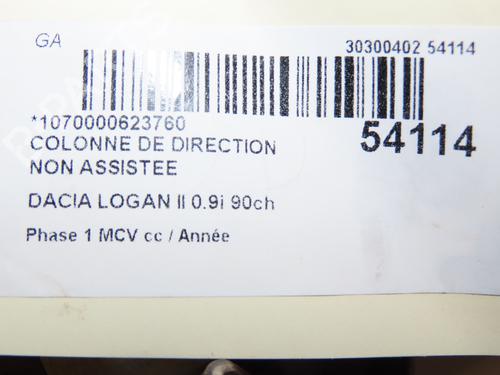 GA
30300402 54114
*1070000623760
COLONNE DE DIRECTION
NON ASSISTEE
54114
DACIA LOGAN II 0.9i 90ch
Phase 1 MCV cc / Année